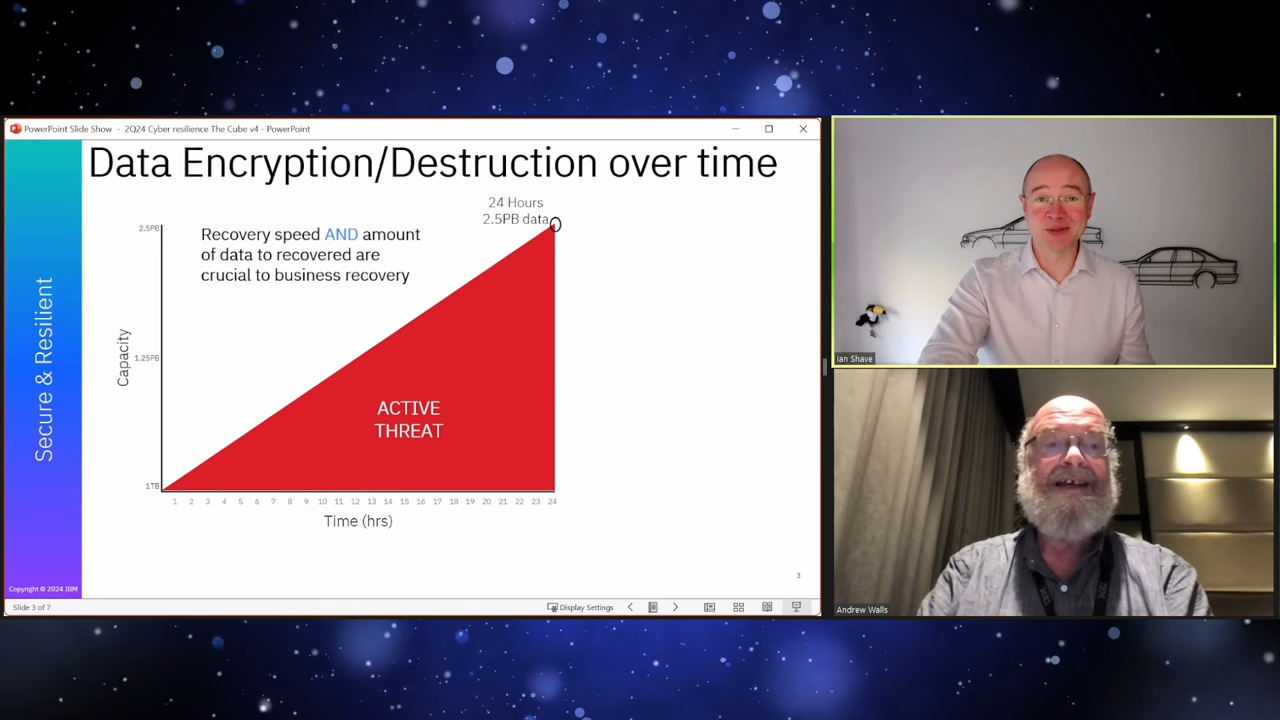 PowerPoint Slide Show - 2Q24 Cyber resilience The Cube v4 - PowerPoint
Data Encryption/Destruction over time
Secure & Resilient
Copyright © 2024 IBM
24 Hours
2.5PB data
Recovery speed AND amount
of data to recovered are
crucial to business recovery
2.5PB
1.25PB
1TB
Capacity
ACTIVE
THREAT
1 2 3 4 5 6 7 8 9 10 11 12 13 14 15 16 17 18 19 20 21 22 23 24
Time (hrs)
3
Slide 3 of 7
Display Settings
Ian Shave
Andrew Walls